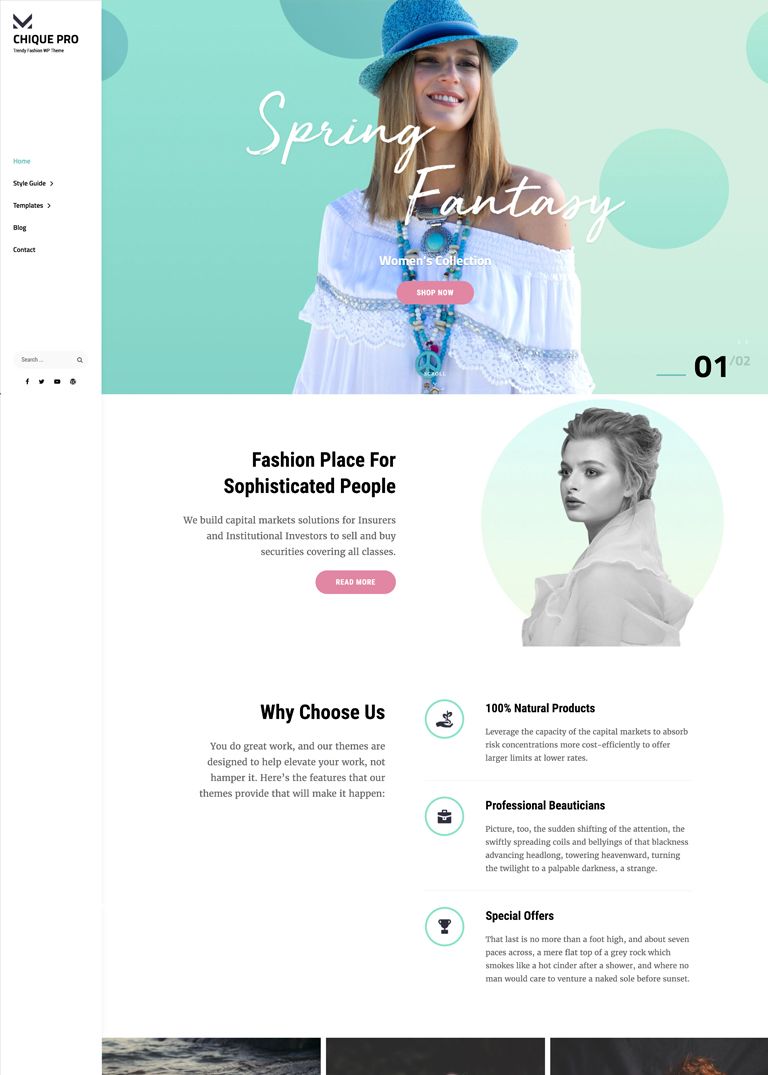 CHIQUE PRO
Trendy Fashion WP Theme
Home
Style Guide
Templates
Blog
Contact
Search ...
Spring
Fantasy
Women's Collection
SHOP NOW
SCROLL
01/02
Fashion Place For
Sophisticated People
We build capital markets solutions for Insurers
and Institutional Investors to sell and buy
securities covering all classes.
READ MORE
Why Choose Us
You do great work, and our themes are
designed to help elevate your work, not
hamper it. Here's the features that our
themes provide that will make it happen:
100% Natural Products
Leverage the capacity of the capital markets to absorb
risk concentrations more cost-efficiently to offer
larger limits at lower rates.
Professional Beauticians
Picture, too, the sudden shifting of the attention, the
swiftly spreading coils and bellyings of that blackness
advancing headlong, towering heavenward, turning
the twilight to a palpable darkness, a strange.
Special Offers
That last is no more than a foot high, and about seven
paces across, a mere flat top of a grey rock which
smokes like a hot cinder after a shower, and where no
man would care to venture a naked sole before sunset.